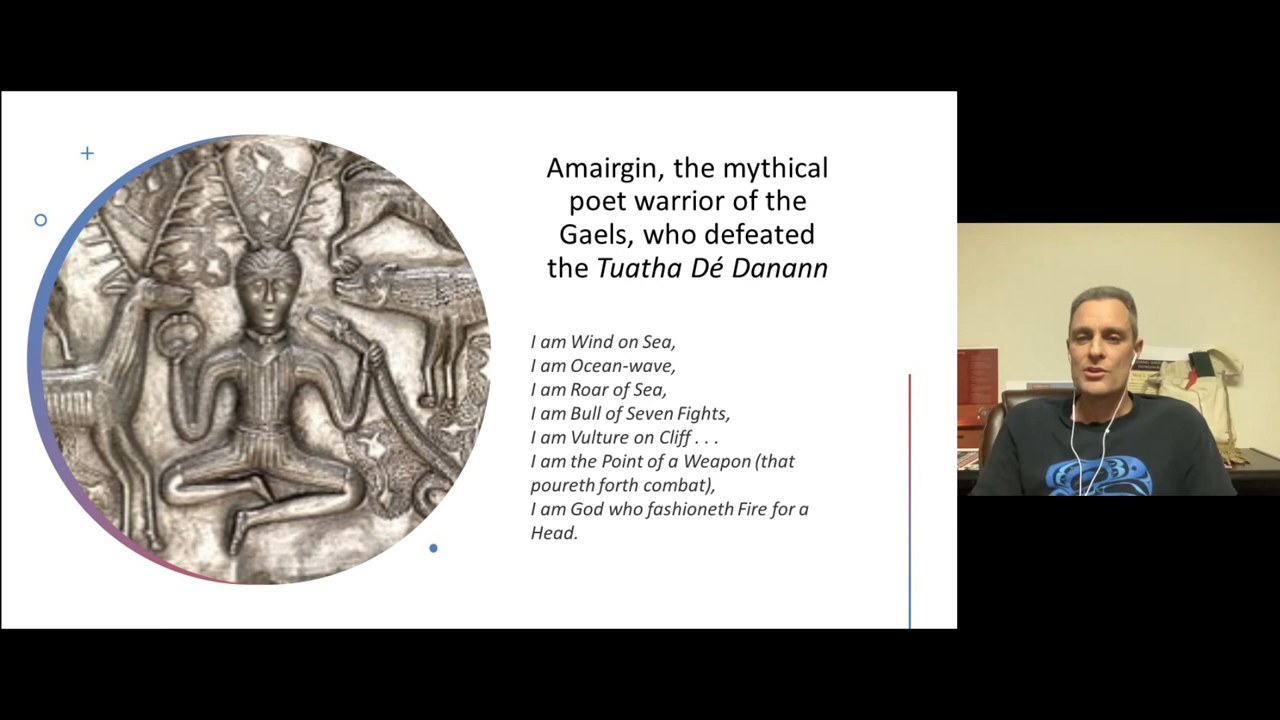 Amairgin, the mythical
poet warrior of the
Gaels, who defeated
the Tuatha Dé Danann
I am Wind on Sea,
I am Ocean-wave,
I am Roar of Sea,
I am Bull of Seven Fights,
I am Vulture on Cliff . . .
I am the Point of a Weapon (that
poureth forth combat),
I am God who fashioneth Fire for a
Head.